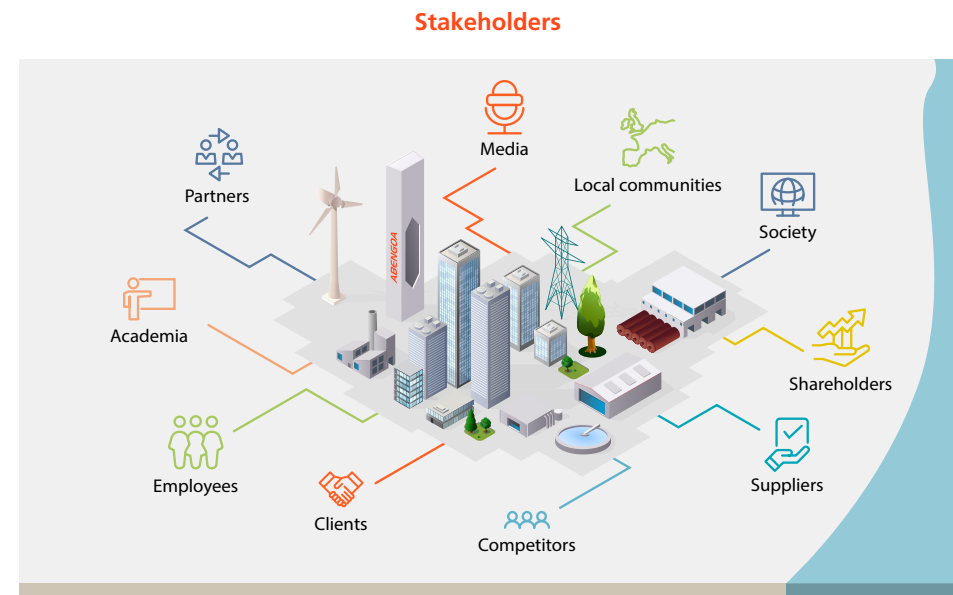 Stakeholders
Media
Partners
Local communities
Society
ABENGOA
Academia
Shareholders
Employees
Suppliers
Clients
Competitors